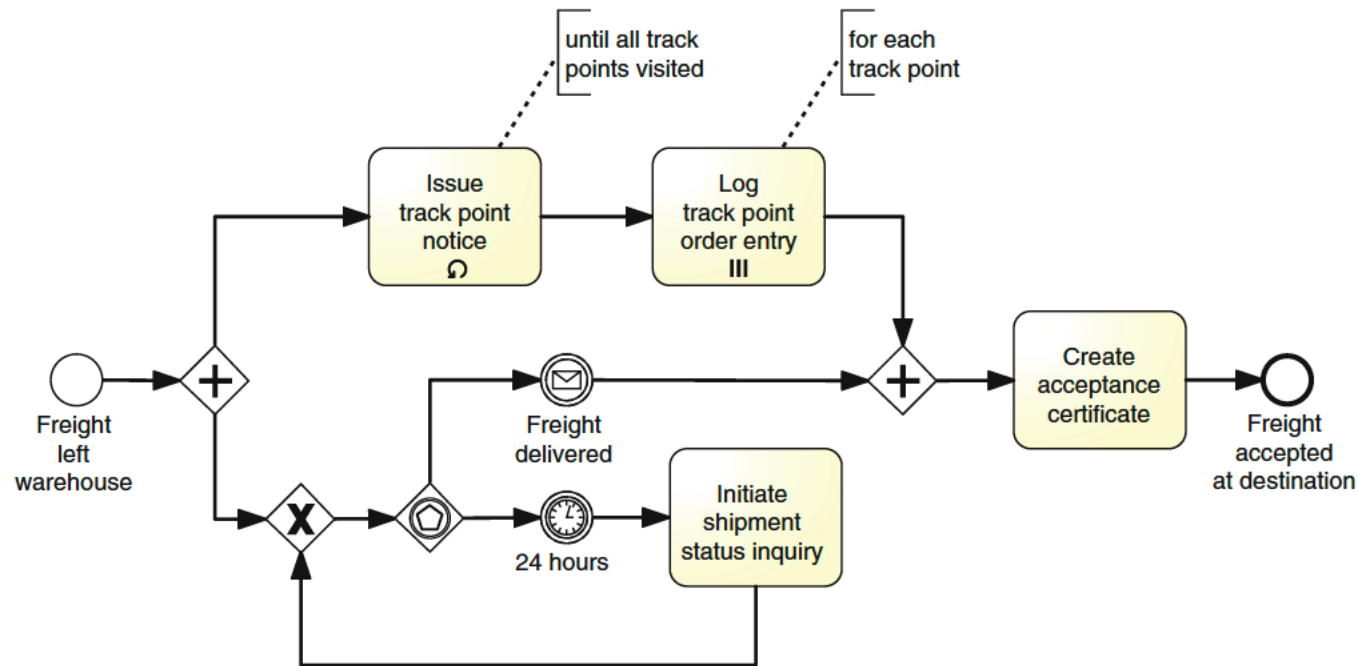 until all track
points visited
for each
track point
Issue
track point
notice
Log
track point
order entry
Freight
left
warehouse
Freight
delivered
Create
acceptance
certificate
Freight
accepted
at destination
X
24 hours
Initiate
shipment
status inquiry